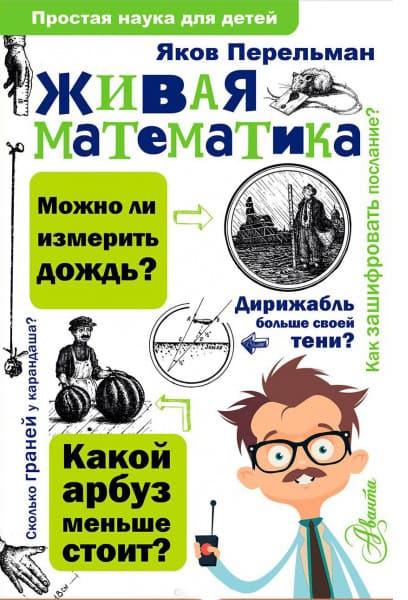 Простая наука для детей
Яков Перельман
живая
математика
Можно ли
измерить
дождь?
Как зашифровать послание?
Дирижабль
больше своей
тени?
Сколько граней у карандаша?
Какой
арбуз
меньше
стоит?
Аванта
18см